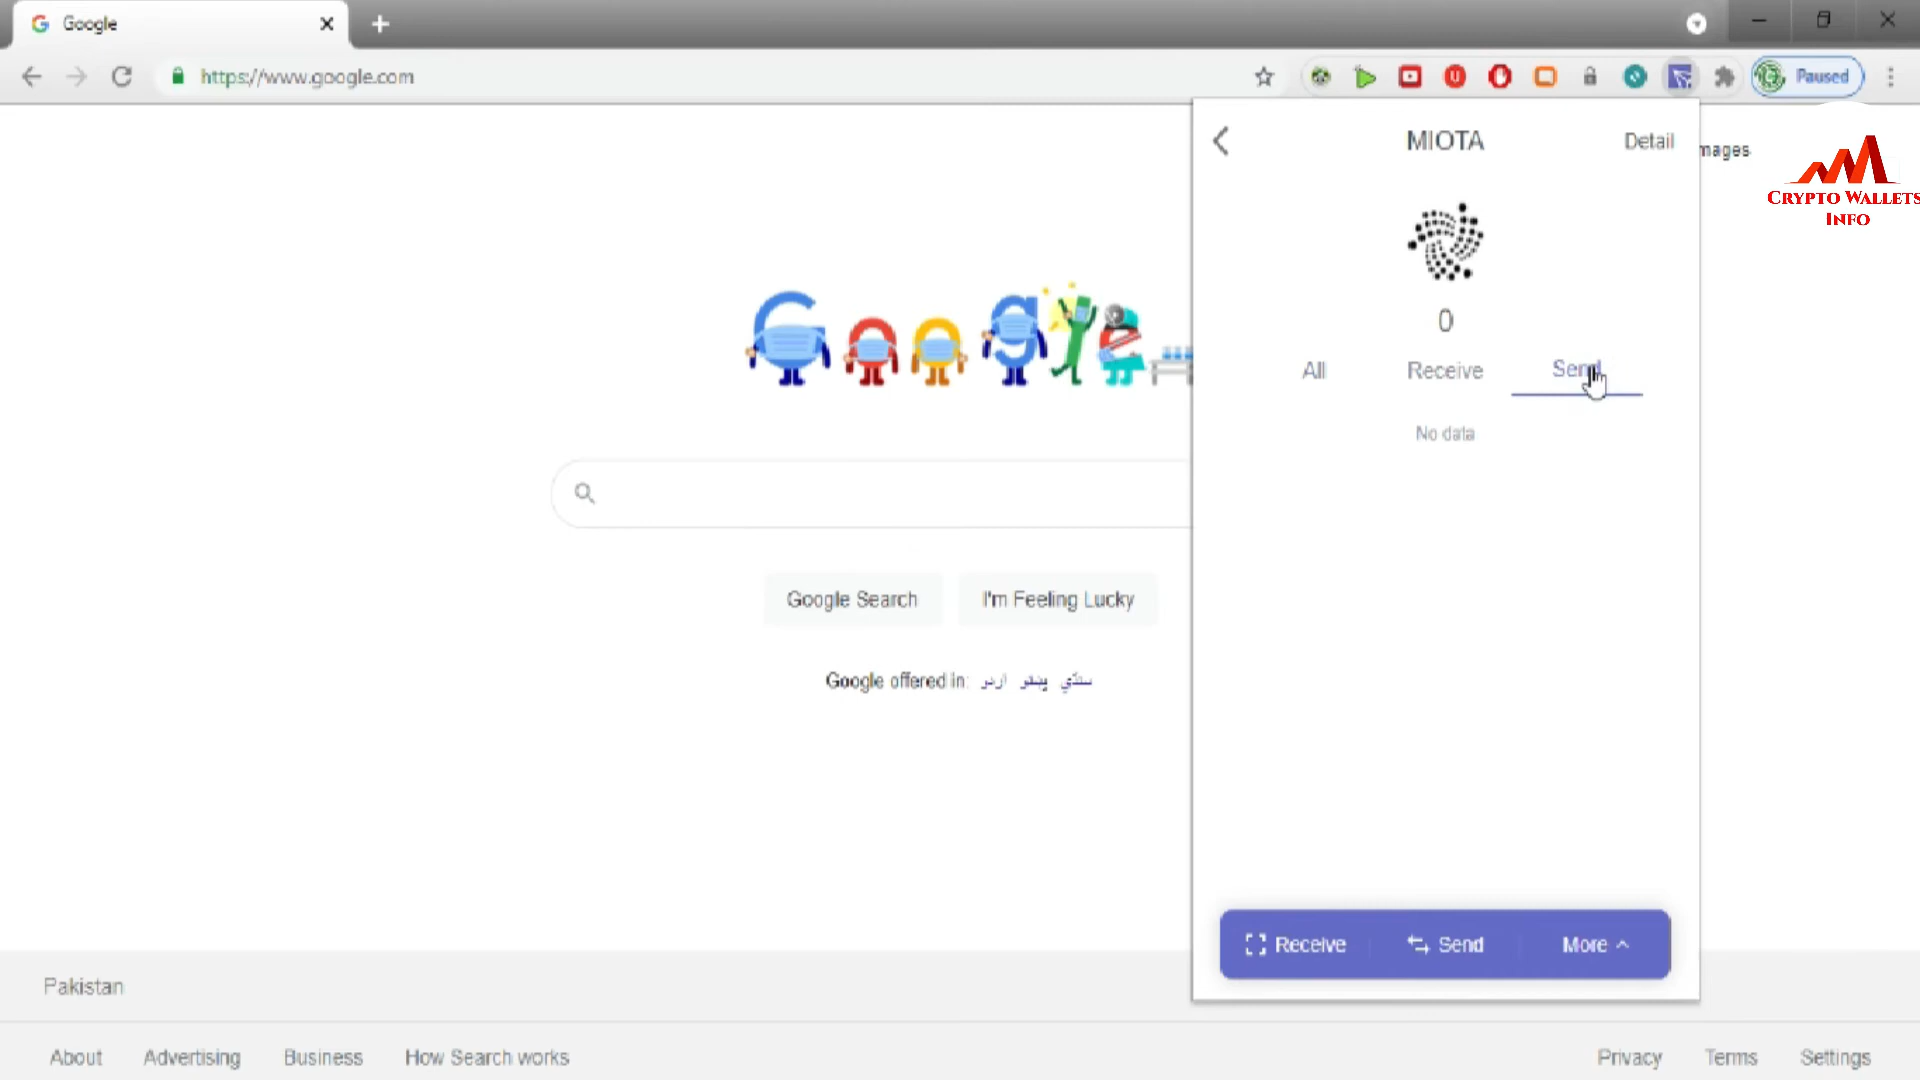 Google
https://www.google.com
Paused
MIOTA
Detail
mages
CRYPTO WALLETS
INFO
0
All
Receive
Send
No data
Google Search
I'm Feeling Lucky
Google offered in: اردو پښتو سنڌي
Receive
Send
More
Pakistan
About
Advertising
Business
How Search works
Privacy
Terms
Settings